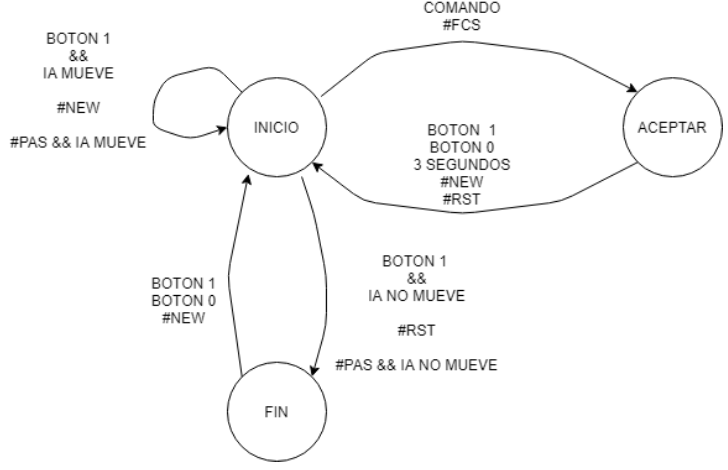 COMANDO
#FCS
BOTON 1
&&
IA MUEVE
#NEW
#PAS && IA MUEVE
INICIO
ACEPTAR
BOTON 1
BOTON 0
3 SEGUNDOS
#NEW
#RST
BOTON 1
BOTON 0
#NEW
BOTON 1
&&
IA NO MUEVE
#RST
#PAS && IA NO MUEVE
FIN